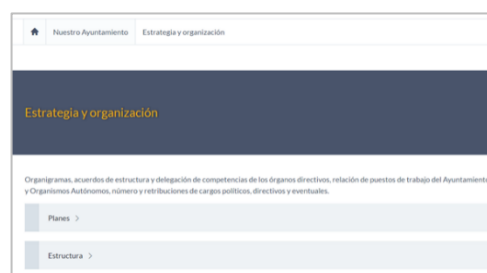 Nuestro Ayuntamiento Estrategia y organización
Estrategia y organización
Organigramas, acuerdos de estructura y delegación de competencias de los órganos directivos, relación de puestos de trabajo del Ayuntamiento
y Organismos Autónomos, número y retribuciones de cargos políticos, directivos y eventuales.
Planes >
Estructura >